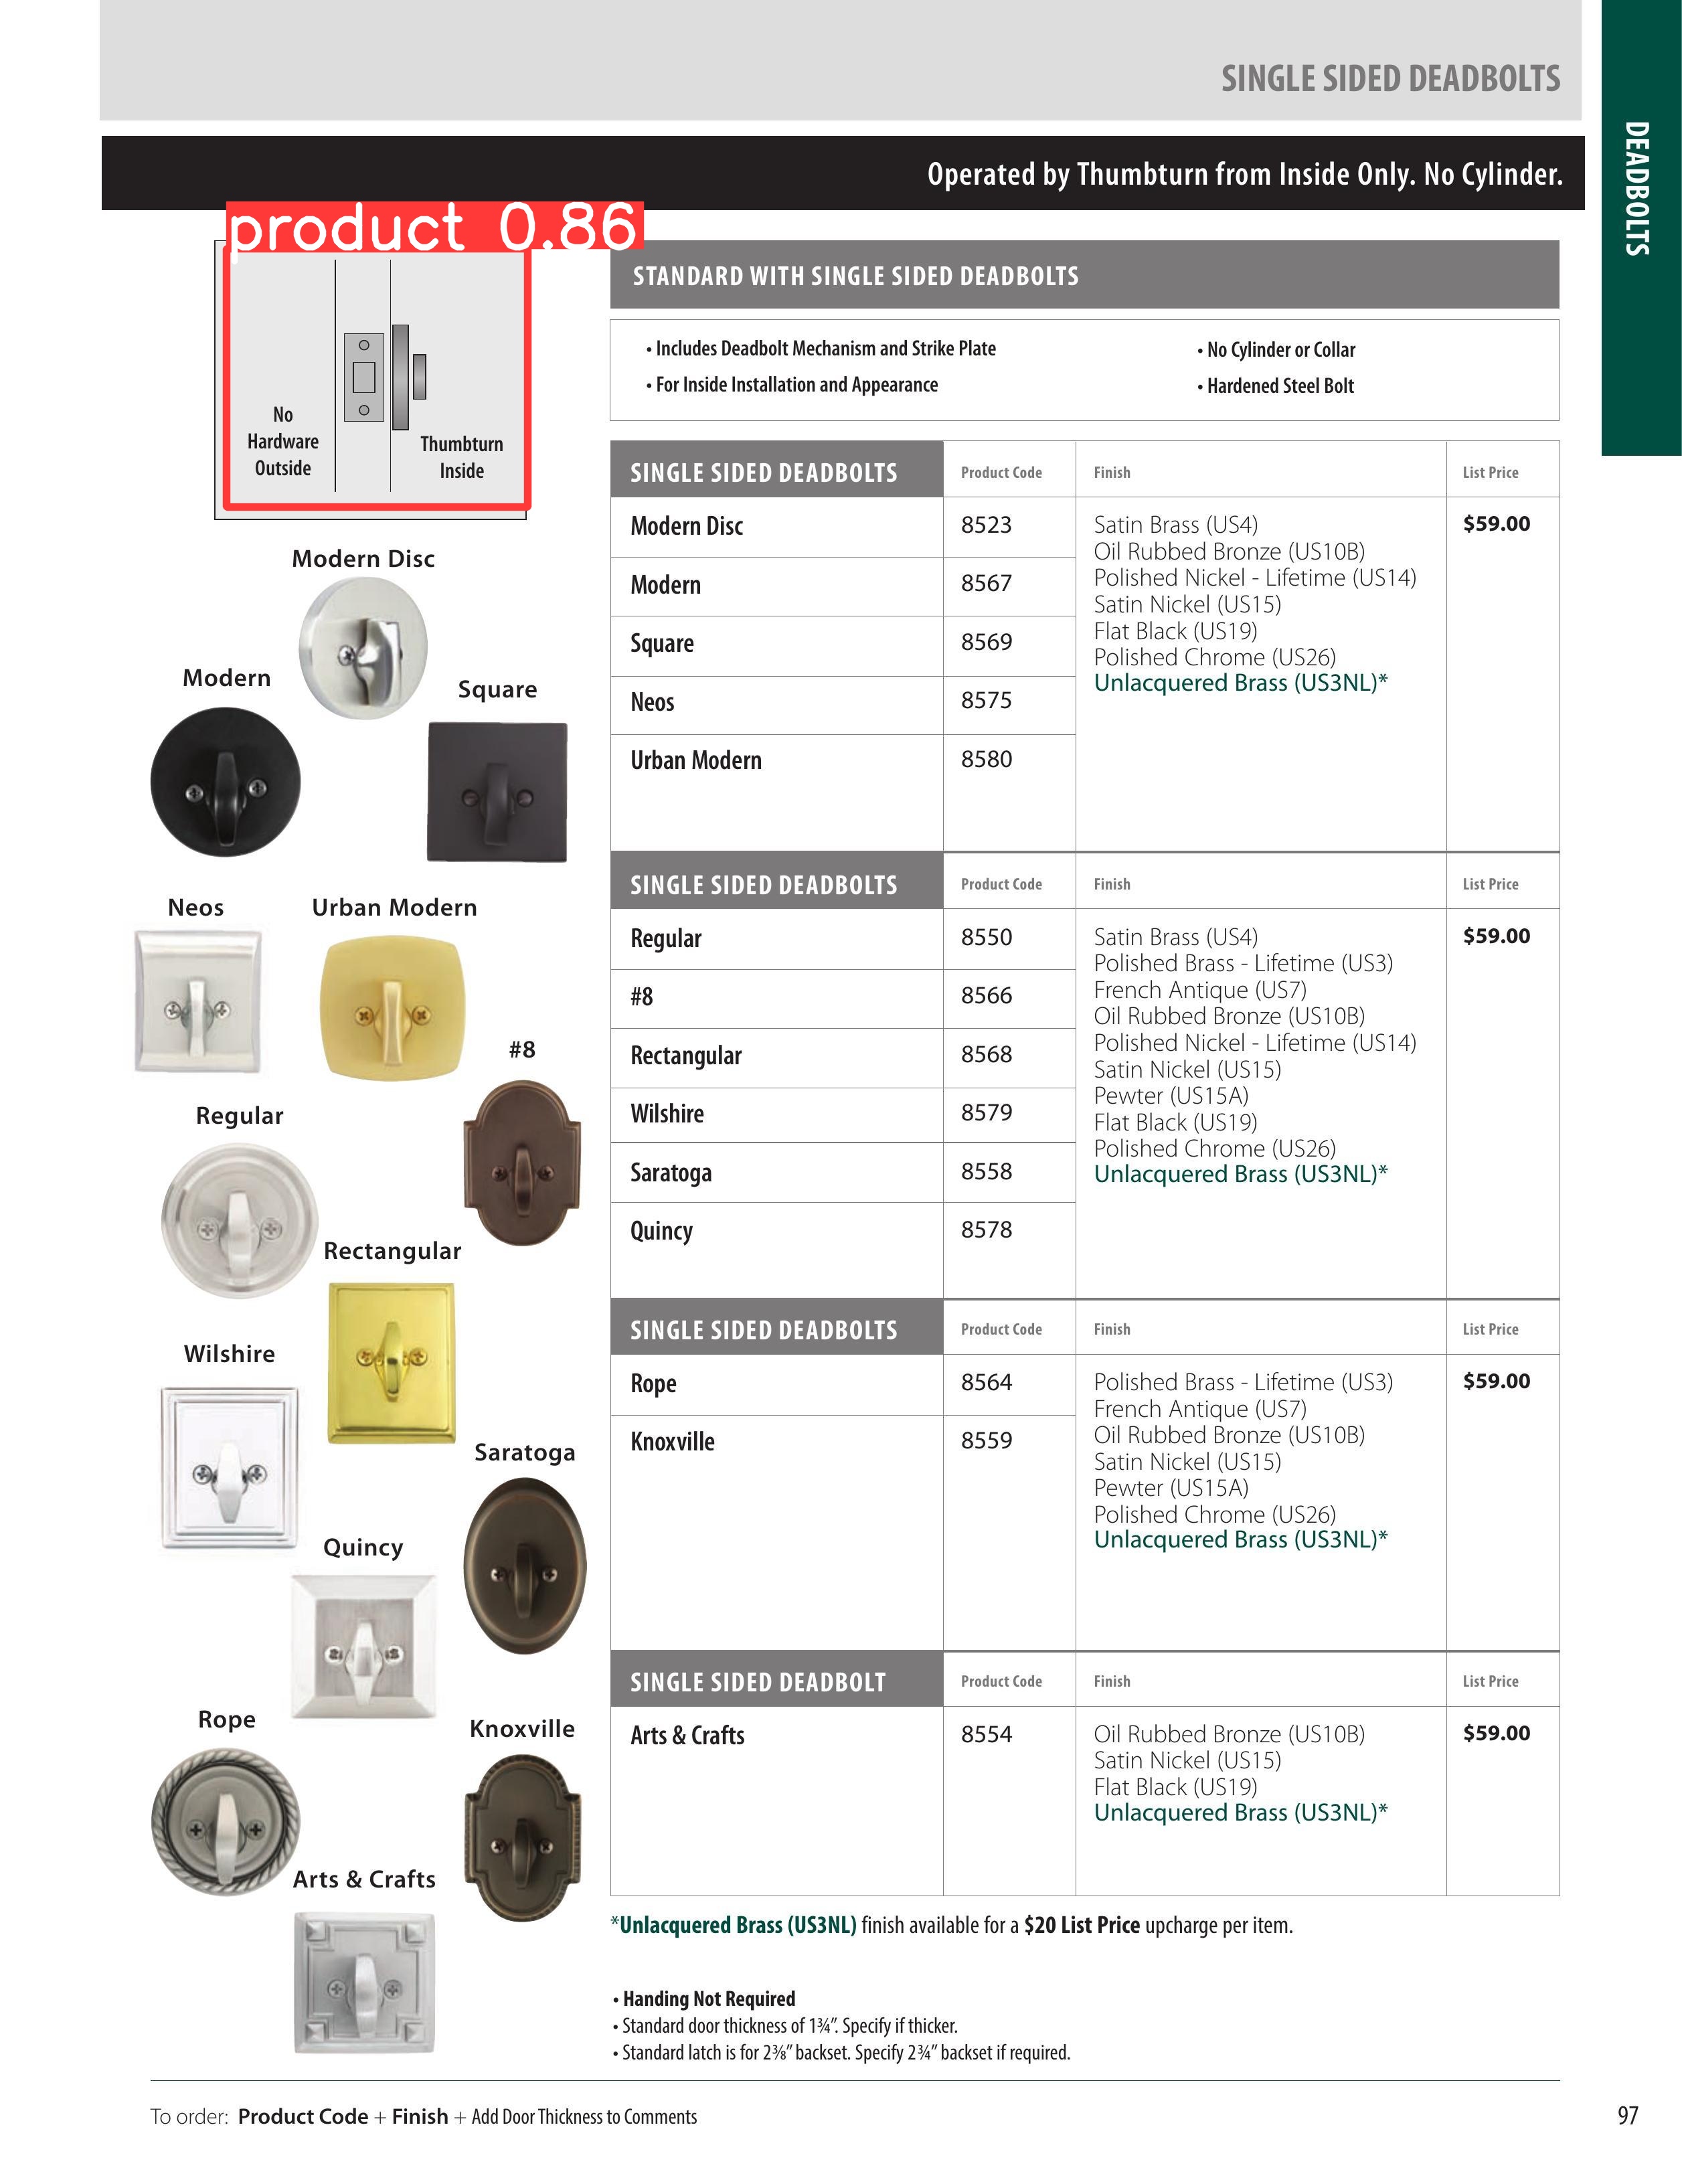 SINGLE SIDED DEADBOLTS
DEADBOLTS
Operated by Thumbturn from Inside Only. No Cylinder.
product 0.86
No
Hardware
Outside
Thumbturn
Inside
STANDARD WITH SINGLE SIDED DEADBOLTS
• Includes Deadbolt Mechanism and Strike Plate
• For Inside Installation and Appearance
• No Cylinder or Collar
• Hardened Steel Bolt
Modern Disc
Modern
Square
Neos
Urban Modern
#8
Regular
Rectangular
Wilshire
Saratoga
Quincy
Rope
Knoxville
Arts & Crafts
SINGLE SIDED DEADBOLTS Product Code Finish List Price
Modern Disc 8523
Modern 8567
Square 8569
Neos 8575
Urban Modern 8580
Satin Brass (US4)
Oil Rubbed Bronze (US10B)
Polished Nickel - Lifetime (US14)
Satin Nickel (US15)
Flat Black (US19)
Polished Chrome (US26)
Unlacquered Brass (US3NL)*
$59.00
SINGLE SIDED DEADBOLTS Product Code Finish List Price
Regular 8550
#8 8566
Rectangular 8568
Wilshire 8579
Saratoga 8558
Quincy 8578
Satin Brass (US4)
Polished Brass - Lifetime (US3)
French Antique (US7)
Oil Rubbed Bronze (US10B)
Polished Nickel - Lifetime (US14)
Satin Nickel (US15)
Pewter (US15A)
Flat Black (US19)
Polished Chrome (US26)
Unlacquered Brass (US3NL)*
$59.00
SINGLE SIDED DEADBOLTS Product Code Finish List Price
Rope 8564
Knoxville 8559
Polished Brass - Lifetime (US3)
French Antique (US7)
Oil Rubbed Bronze (US10B)
Satin Nickel (US15)
Pewter (US15A)
Polished Chrome (US26)
Unlacquered Brass (US3NL)*
$59.00
SINGLE SIDED DEADBOLT Product Code Finish List Price
Arts & Crafts 8554
Oil Rubbed Bronze (US10B)
Satin Nickel (US15)
Flat Black (US19)
Unlacquered Brass (US3NL)*
$59.00
*Unlacquered Brass (US3NL) finish available for a $20 List Price upcharge per item.
• Handing Not Required
• Standard door thickness of 1¾”. Specify if thicker.
• Standard latch is for 2⅜” backset. Specify 2¾” backset if required.
To order: Product Code + Finish + Add Door Thickness to Comments
97